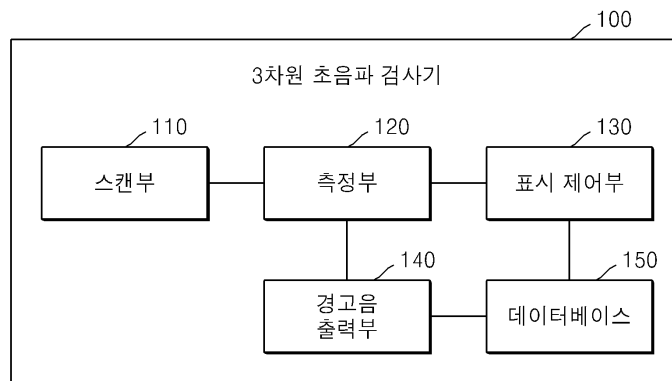 100
3차원 초음파 검사기
110
120
130
스캔부
측정부
표시 제어부
140
150
경고음
출력부
데이터베이스